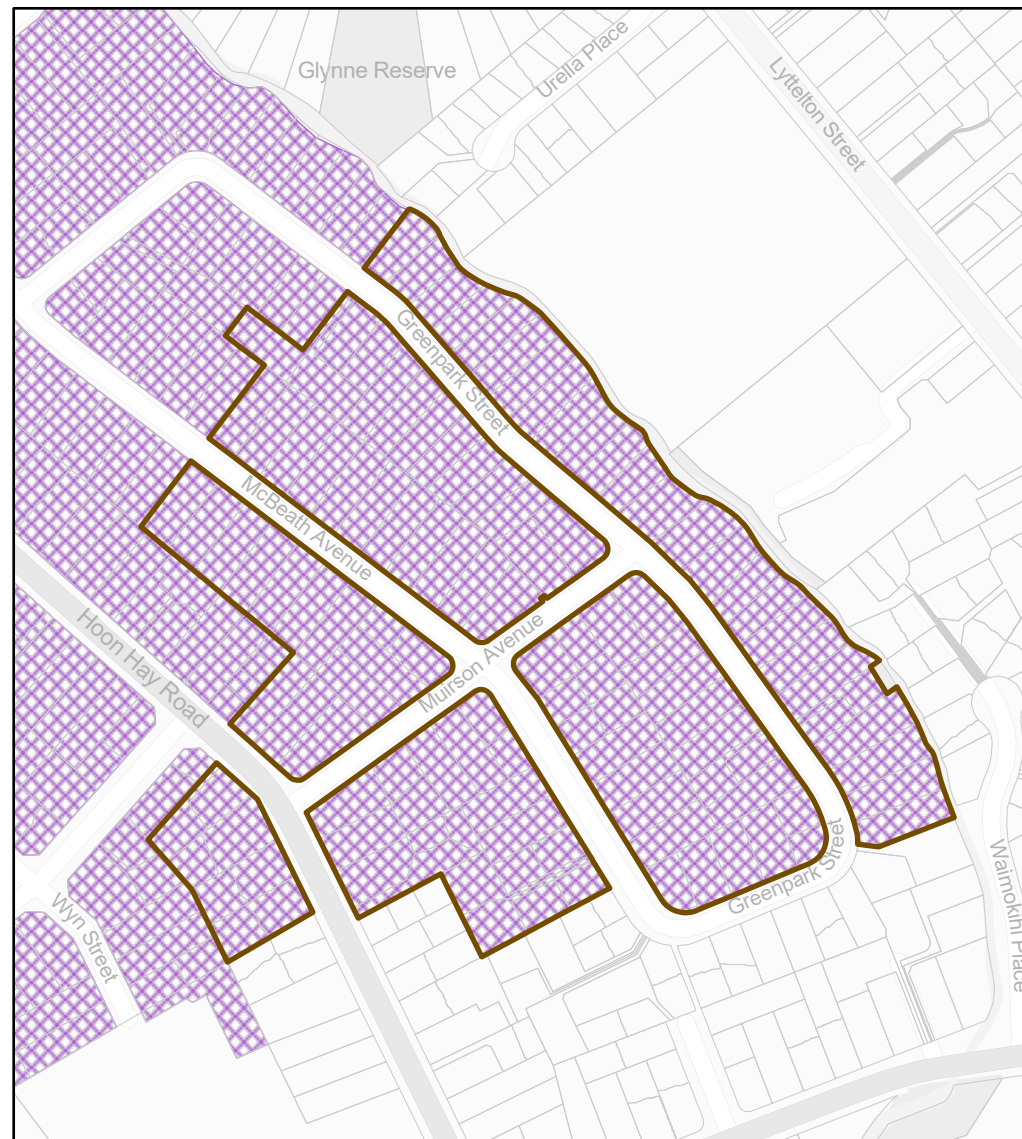 Glynne Reserve
Urella Place
Lyttelton Street
Greenpark Street
McBeath Avenue
Muirson Avenue
Hoon Hay Road
Wyn Street
Greenpark Street
Waimokihi Place